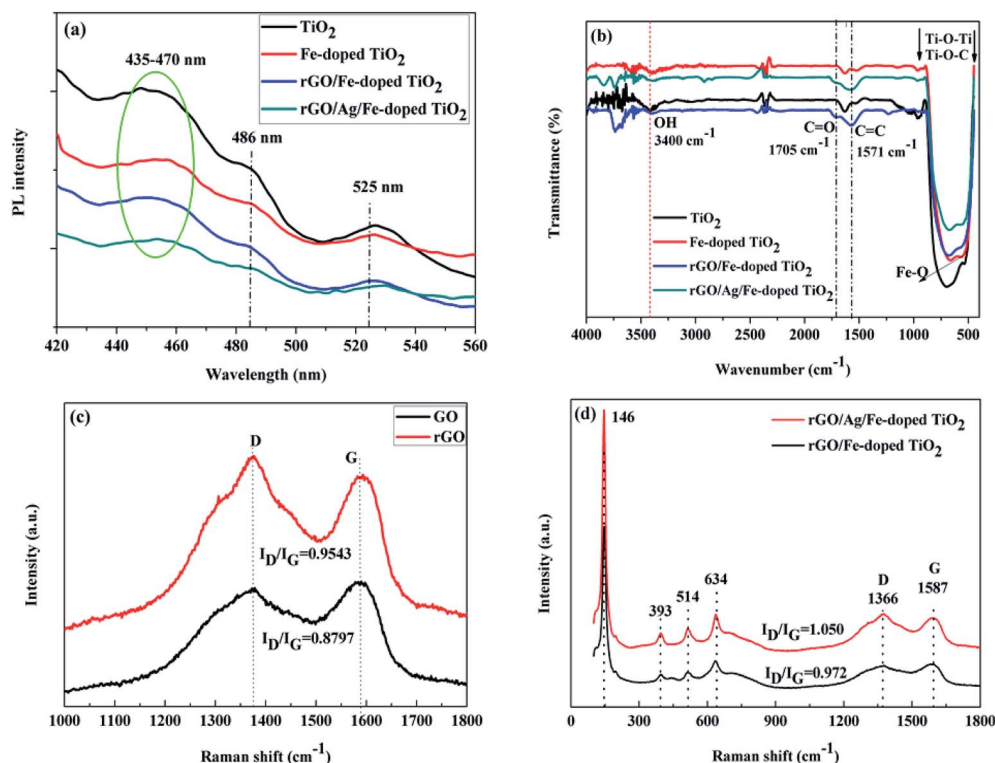 (a)
TiO2
Fe-doped TiO2
rGO/Fe-doped TiO2
rGO/Ag/Fe-doped TiO2
435-470 nm
486 nm
525 nm
PL intensity
420 440 460 480 500 520 540 560
Wavelength (nm)
(b)
Ti-O-Ti
Ti-O-C
OH
3400 cm-1
C=O
1705 cm-1
C=C
1571 cm-1
TiO2
Fe-doped TiO2
rGO/Fe-doped TiO2
rGO/Ag/Fe-doped TiO2
Fe-O
Transmittance (%)
4000 3500 3000 2500 2000 1500 1000 500
Wavenumber (cm-1)
(c)
GO
rGO
D
G
ID/IG=0.9543
ID/IG=0.8797
Intensity (a.u.)
1000 1100 1200 1300 1400 1500 1600 1700 1800
Raman shift (cm-1)
(d)
rGO/Ag/Fe-doped TiO2
rGO/Fe-doped TiO2
146
393
514
634
D
1366
G
1587
ID/IG=1.050
ID/IG=0.972
Intensity (a.u.)
0 300 600 900 1200 1500 1800
Raman shift (cm-1)